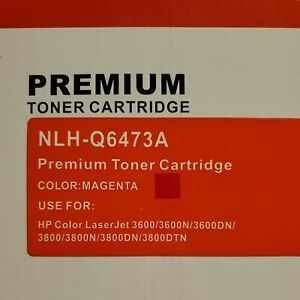 PREMIUM
TONER CARTRIDGE
NLH-Q6473A
Premium Toner Cartridge
COLOR:MAGENTA
USE FOR:
HP Color LaserJet 3600/3600N/3600DN/
3800/3800N/3800DN/3800DTN